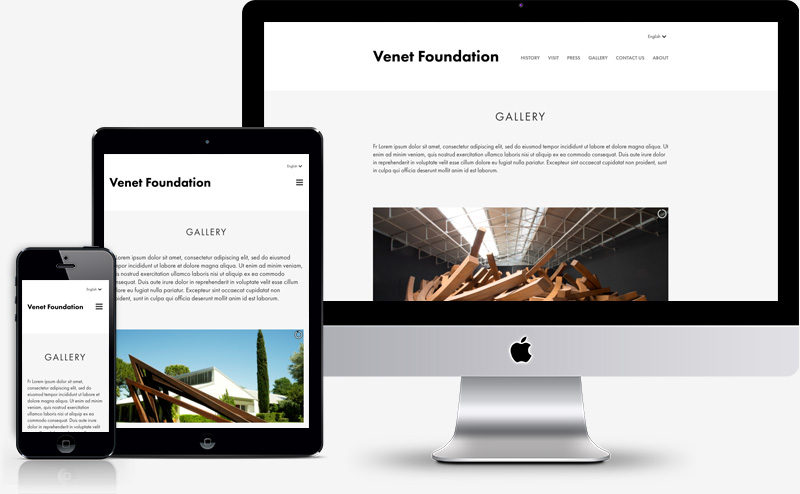 English
Venet Foundation
HISTORY VISIT PRESS GALLERY CONTACT US ABOUT
GALLERY
Fr Lorem ipsum dolor sit amet, consectetur adipiscing elit, sed do eiusmod tempor incididunt ut labore et dolore magna aliqua. Ut
enim ad minim veniam, quis nostrud exercitation ullamco laboris nisi ut aliquip ex ea commodo consequat. Duis aute irure dolor
in reprehenderit in voluptate velit esse cillum dolore eu fugiat nulla pariatur. Excepteur sint occaecat cupidatat non proident, sunt
in culpa qui officia deserunt mollit anim id est laborum.
English
Venet Foundation
GALLERY
Lorem ipsum dolor sit amet, consectetur adipiscing elit, sed do eiusmod
mpor incididunt ut labore et dolore magna aliqua. Ut enim ad minim veniam,
is nostrud exercitation ullamco laboris nisi ut aliquip ex ea commodo
nsequat. Duis aute irure dolor in reprehenderit in voluptate velit esse cillum
lore eu fugiat nulla pariatur. Excepteur sint occaecat cupidatat non
oident, sunt in culpa qui officia deserunt mollit anim id est laborum.
English
Venet Foundation
GALLERY
Fr Lorem ipsum dolor sit amet,
consectetur adipiscing elit, sed do
eiusmod tempor incididunt ut labore et
dolore magna aliqua. Ut enim ad minim
veniam, quis nostrud exercitation
ullamco laboris nisi ut aliquip ex ea
commodo consequat. Duis aute irure
dolor in reprehenderit in voluptate velit